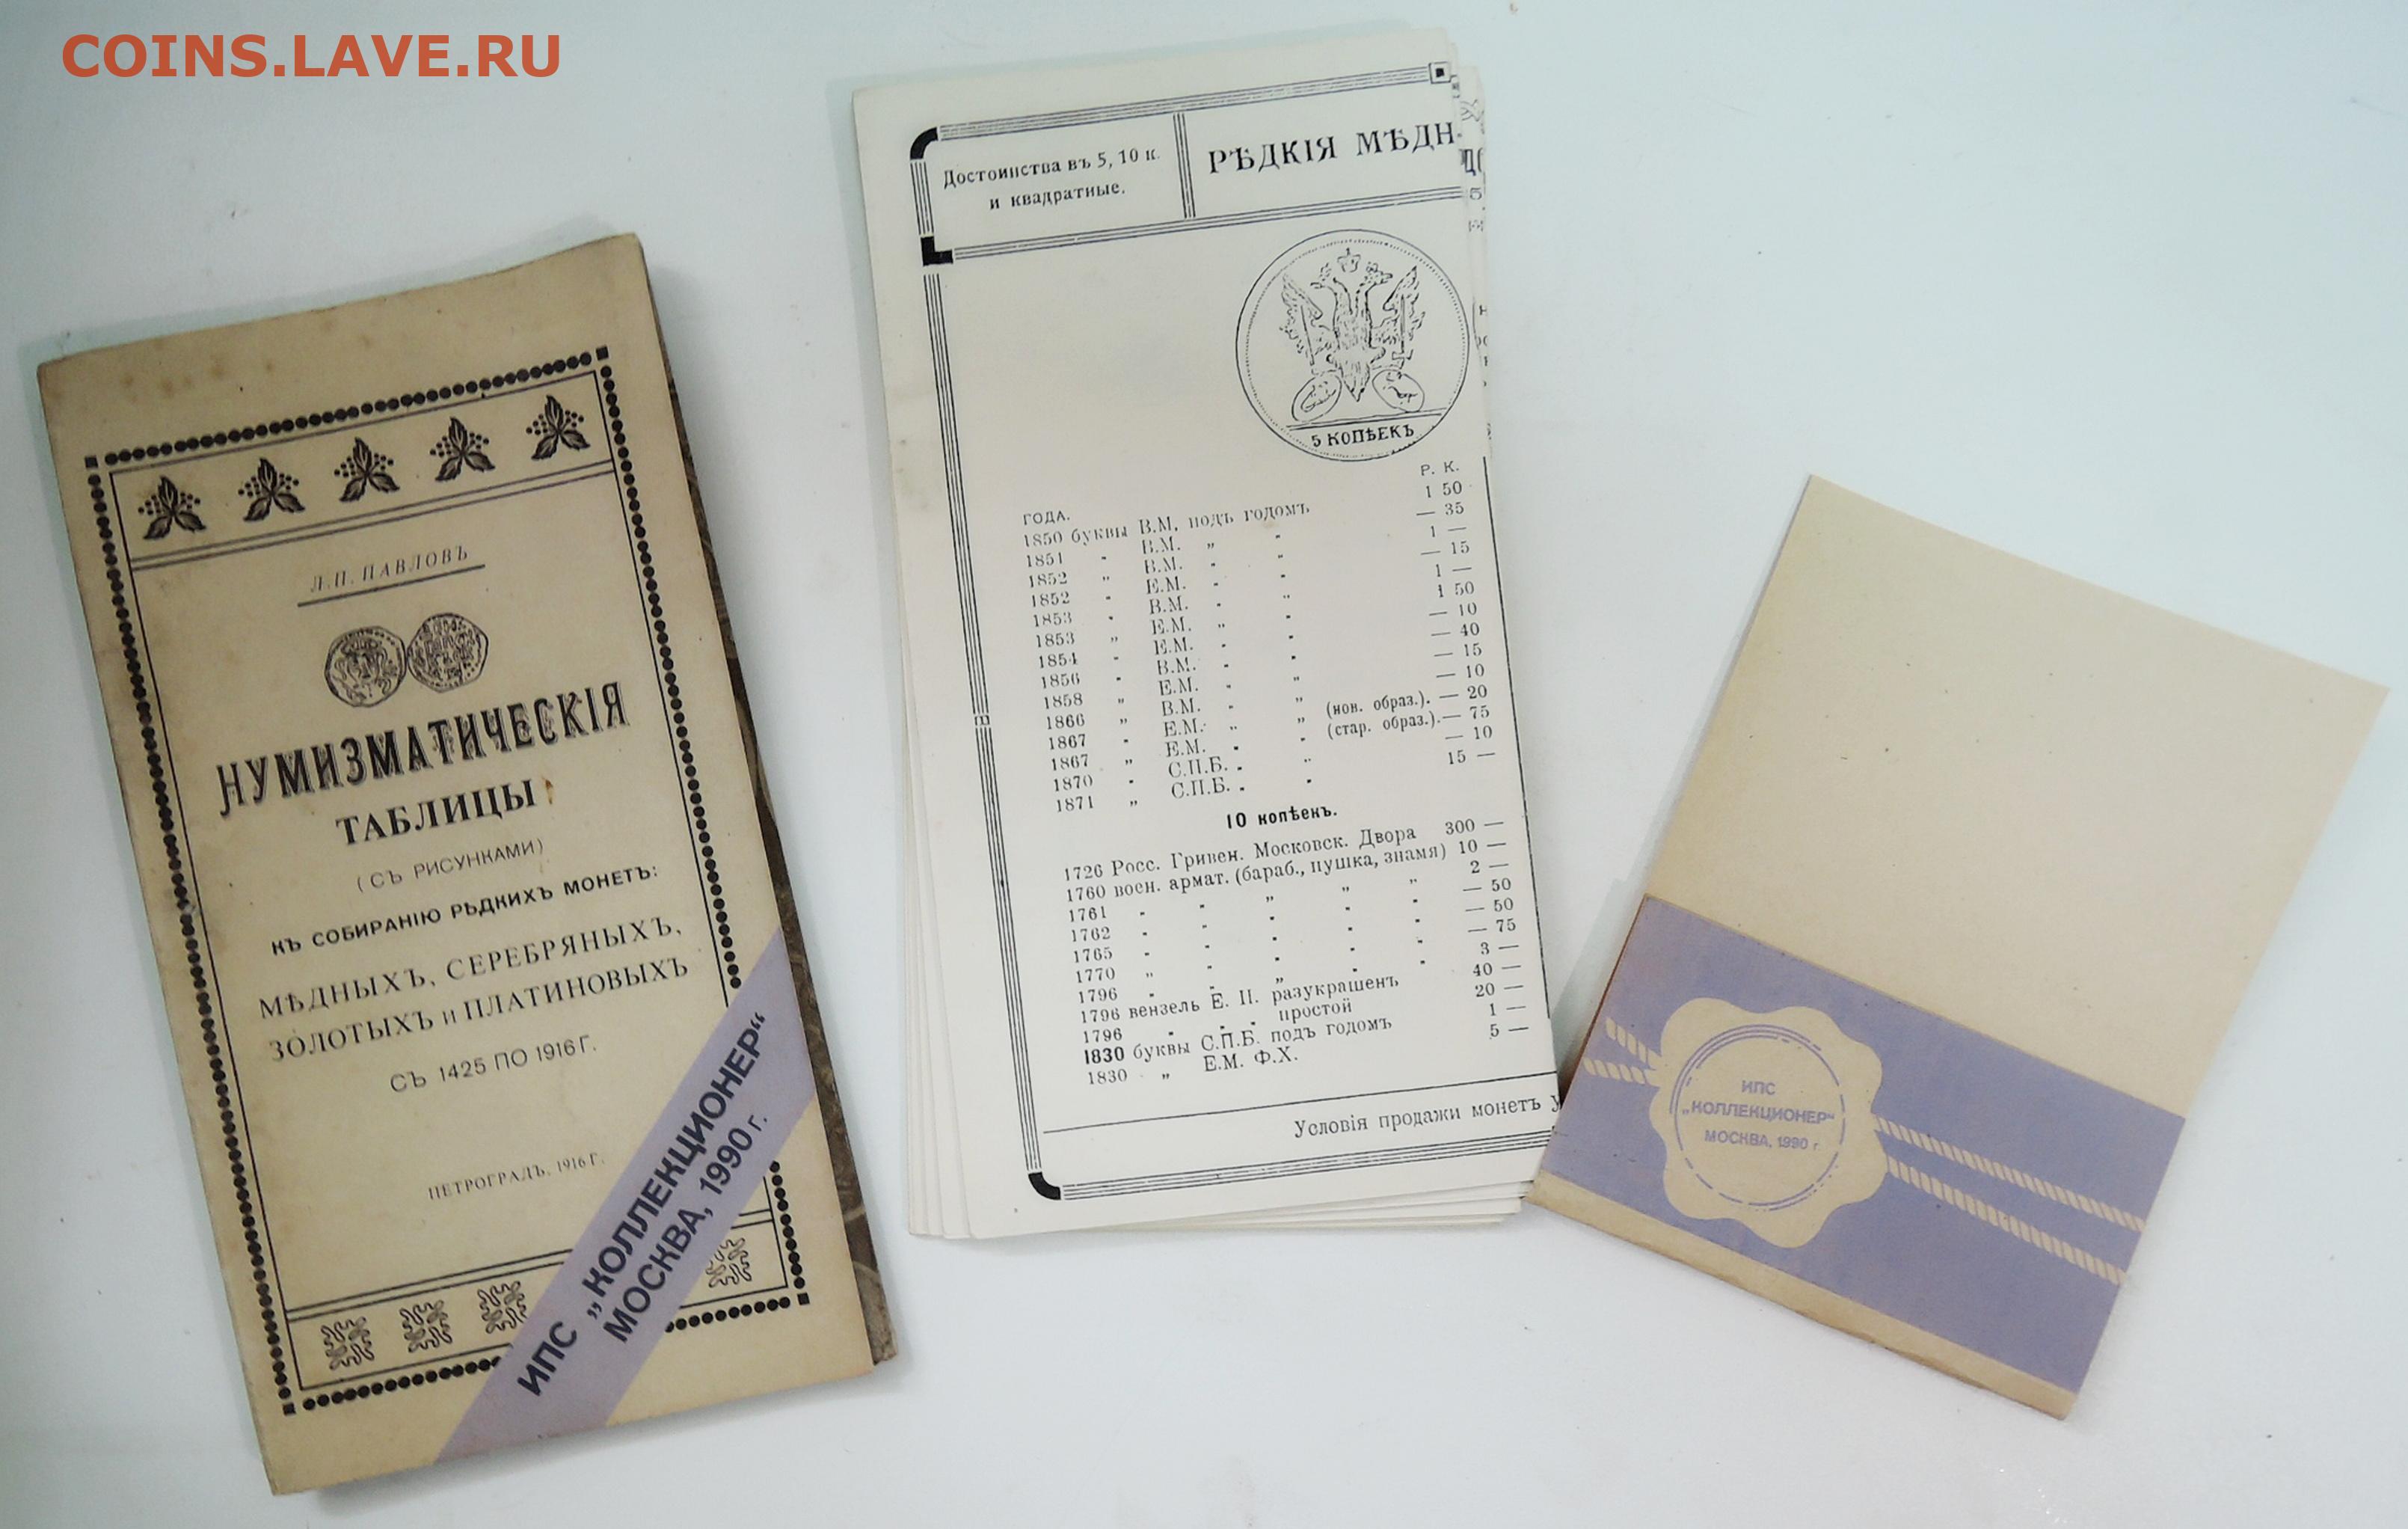 COINS.LAVE.RU
Л.П. ПАВЛОВЪ
НУМИЗМАТИЧЕСКIЯ
ТАБЛИЦЫ
(СЪ РИСУНКАМИ)
КЪ СОБИРАНIЮ РѢДКИХЪ МОНЕТЪ:
МѢДНЫХЪ, СЕРЕБРЯНЫХЪ,
ЗОЛОТЫХЪ и ПЛАТИНОВЫХЪ
СЪ 1425 ПО 1916 Г.
ПЕТРОГРАДЪ, 1916 Г.
ИПС „КОЛЛЕКЦИОНЕР“
МОСКВА, 1990 г.
Достоинства въ 5, 10 к.
и квадратные.
РѢДКIЯ МѢДН
5 КОПѢЕКЪ
Р. К.
ГОДА.
1850 буквы В.М. подъ годомъ 1 50
1851 " В.М. " " — 35
1852 " В.М. " " 1 —
1852 " Е.М. " " — 15
1853 " В.М. " " 1 —
1853 " Е.М. " " 1 50
1854 " Е.М. " " — 10
1856 " В.М. " " — 40
1858 " Е.М. " " — 15
1866 " В.М. " " — 10
1867 " Е.М. " " (нов. образ.). — 20
1867 " Е.М. " " (стар. образ.). — 75
1870 " С.П.Б. " " — 10
1871 " С.П.Б. " " 15 —
10 копѣекъ.
1726 Росс. Гривен. Московск. Двора 300 —
1760 воен. армат. (бараб., пушка, знамя) 10 —
1761 " " " " " 2 —
1762 " " " " " — 50
1765 " " " " " — 50
1770 " " " " " — 75
1796 " " " " " 3 —
1796 вензель Е. II. разукрашенъ 40 —
1796 " " " простой 20 —
1830 буквы С.П.Б. подъ годомъ 1 —
1830 " Е.М. Ф.Х. 5 —
Условiя продажи монетъ
ИПС
„КОЛЛЕКЦИОНЕР“
МОСКВА, 1990 г.